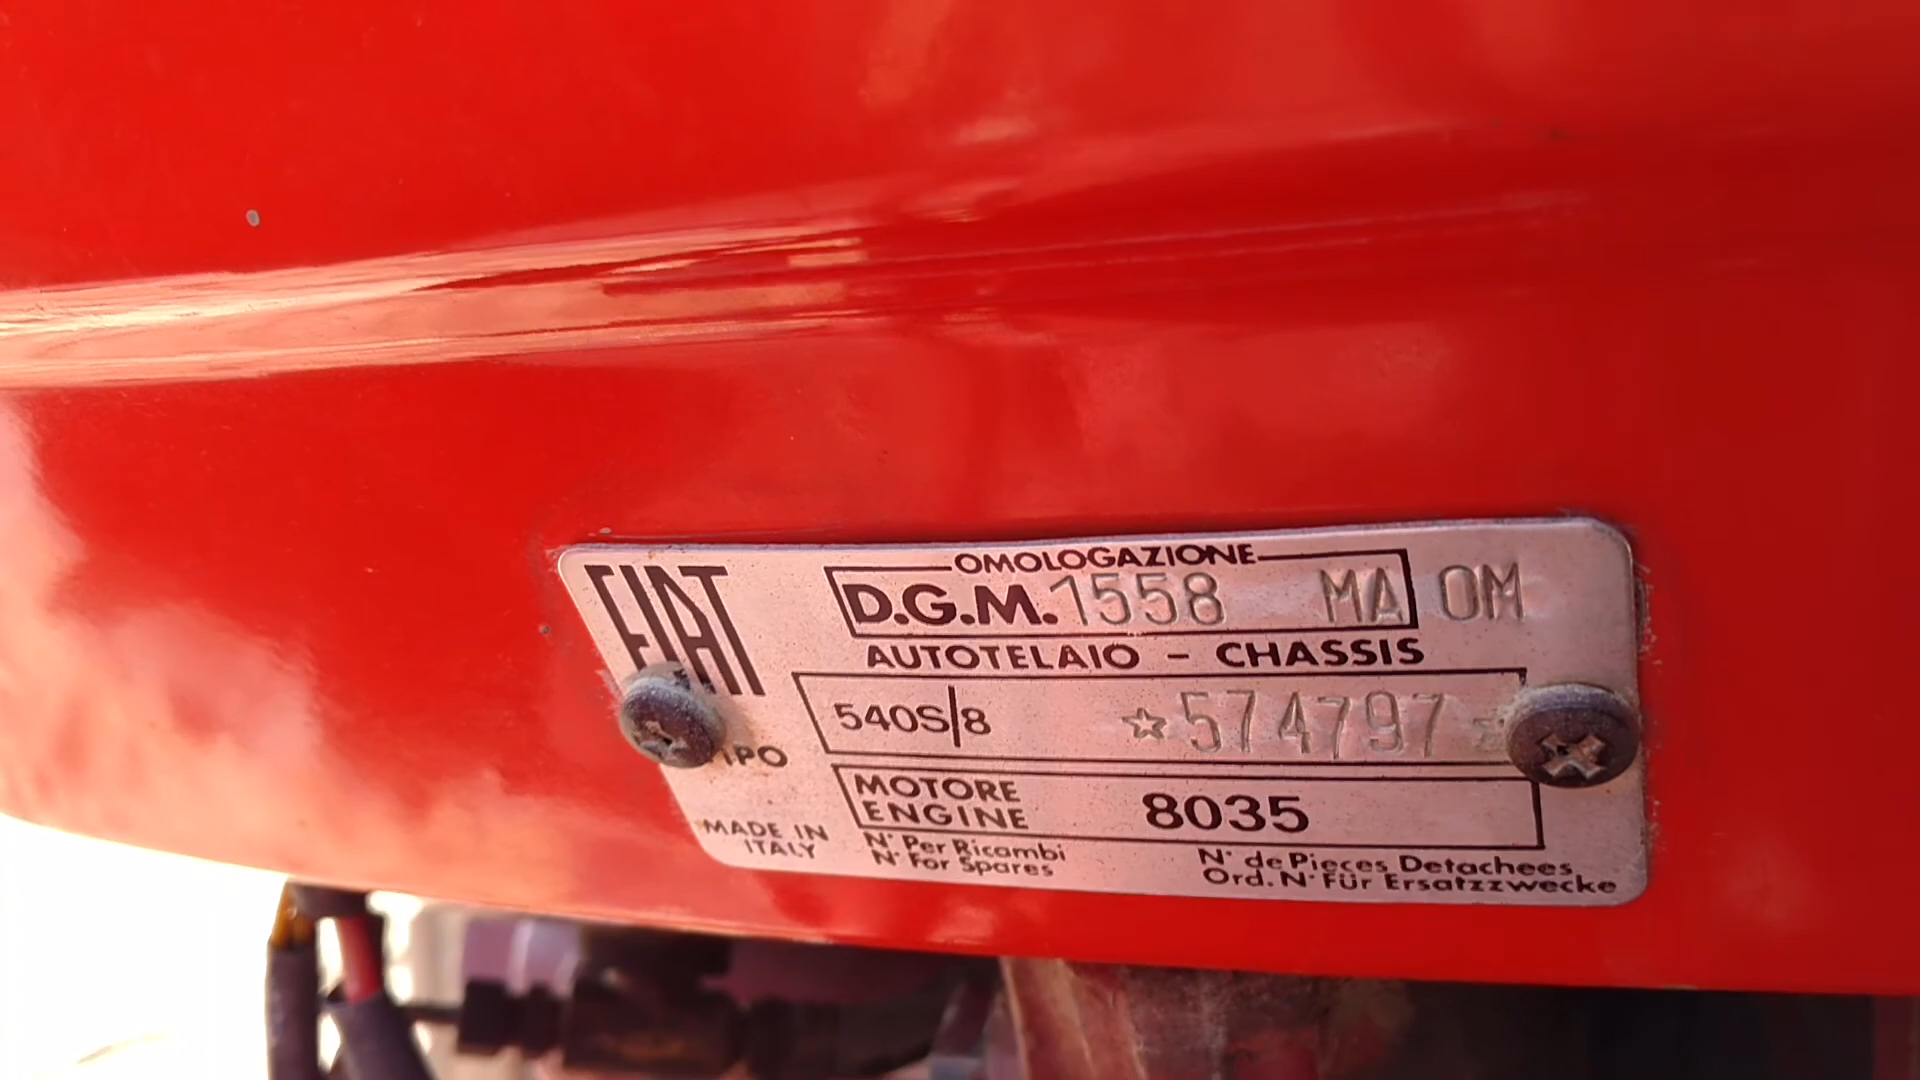 FIAT
OMOLOGAZIONE
D.G.M. 1558 MA OM
AUTOTELAIO - CHASSIS
540S/8 ☆574797☆
MOTORE
ENGINE 8035
MADE IN
ITALY
N° Per Ricambi
N° For Spares
N° de Pieces Detachees
Ord. N° Für Ersatzzwecke